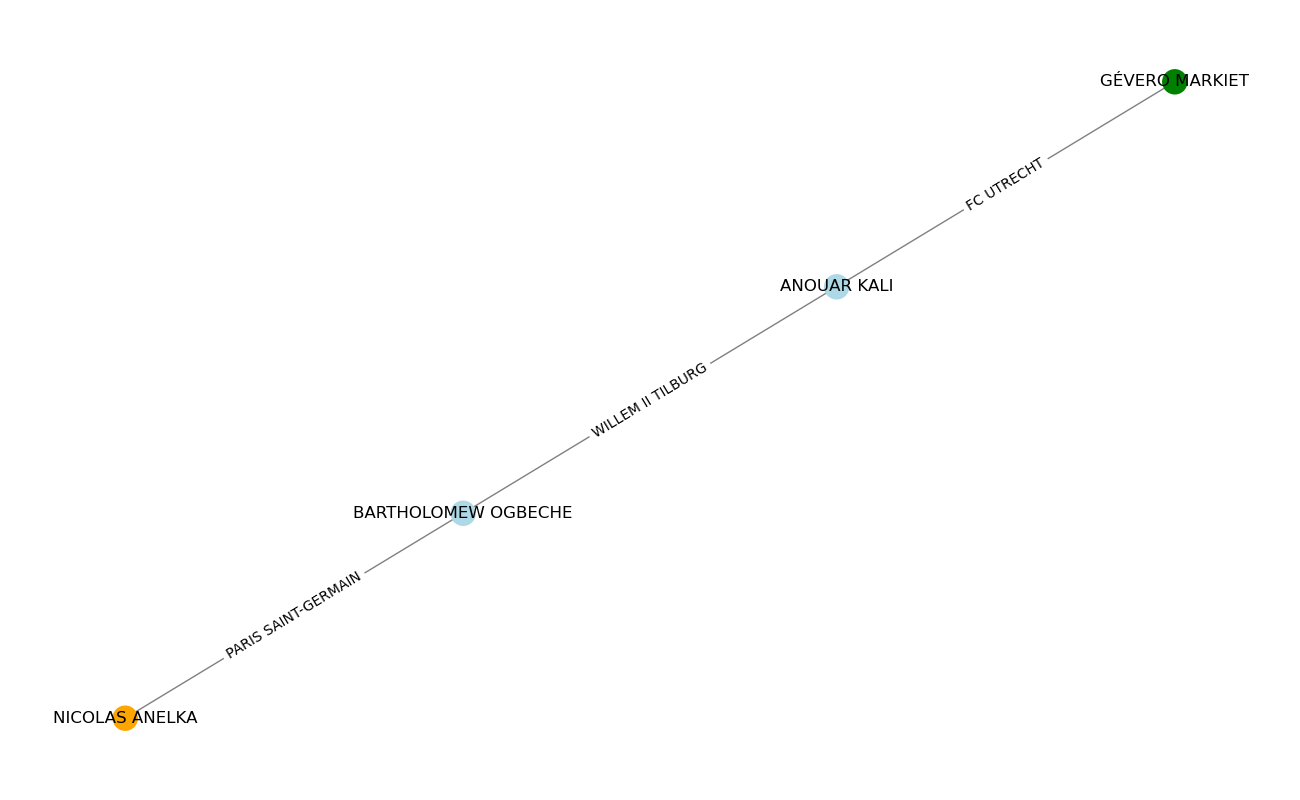 GÉVERO MARKIET
FC UTRECHT
ANOUAR KALI
WILLEM II TILBURG
BARTHOLOMEW OGBECHE
PARIS SAINT-GERMAIN
NICOLAS ANELKA